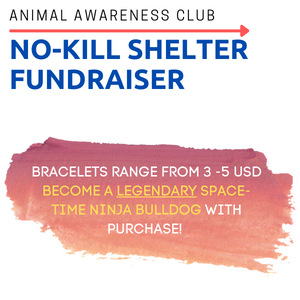 ANIMAL AWARENESS CLUB
NO-KILL SHELTER
FUNDRAISER
BRACELETS RANGE FROM 3 -5 USD
BECOME A LEGENDARY SPACE-
TIME NINJA BULLDOG WITH
PURCHASE!